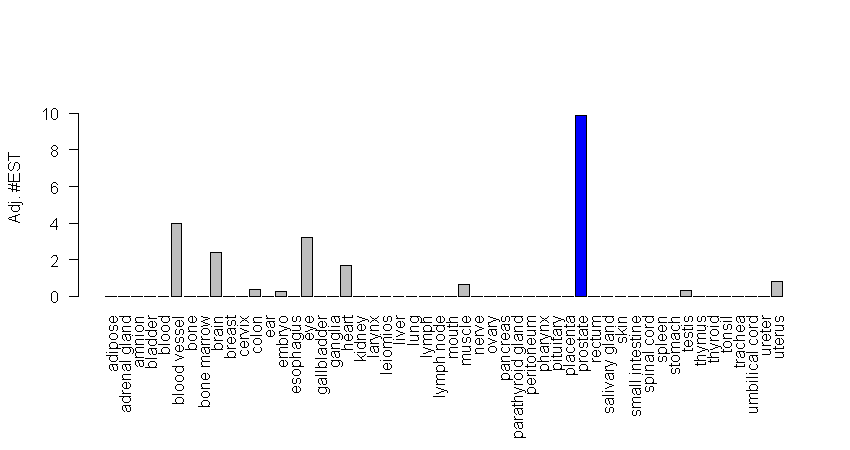 Adj. #EST
10
8
6
4
2
0
adipose
adrenal gland
amnion
bladder
blood
blood vessel
bone
bone marrow
brain
breast
cervix
colon
ear
embryo
esophagus
eye
gallbladder
ganglia
heart
kidney
larynx
leiomios
liver
lung
lymph
lymph node
mouth
muscle
nerve
ovary
pancreas
parathyroid gland
peritoneum
pharynx
pituitary
placenta
prostate
rectum
salivary gland
skin
small intestine
spinal cord
spleen
stomach
testis
thymus
thyroid
tonsil
trachea
umbilical cord
ureter
uterus